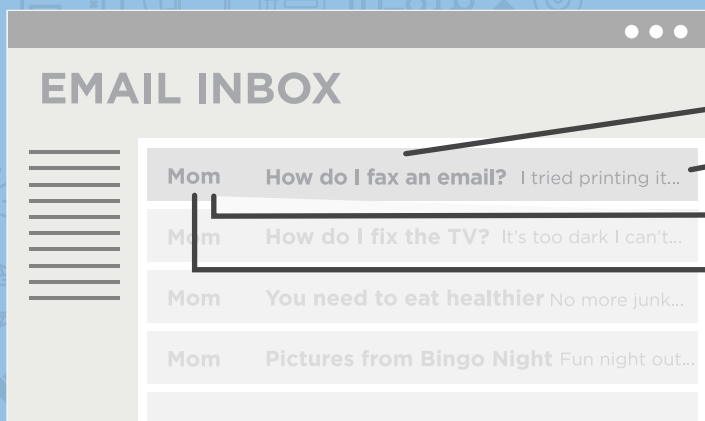 EMAIL INBOX
Mom How do I fax an email? I tried printing it...
Mom How do I fix the TV? It's too dark I can't...
Mom You need to eat healthier No more junk...
Mom Pictures from Bingo Night Fun night out...